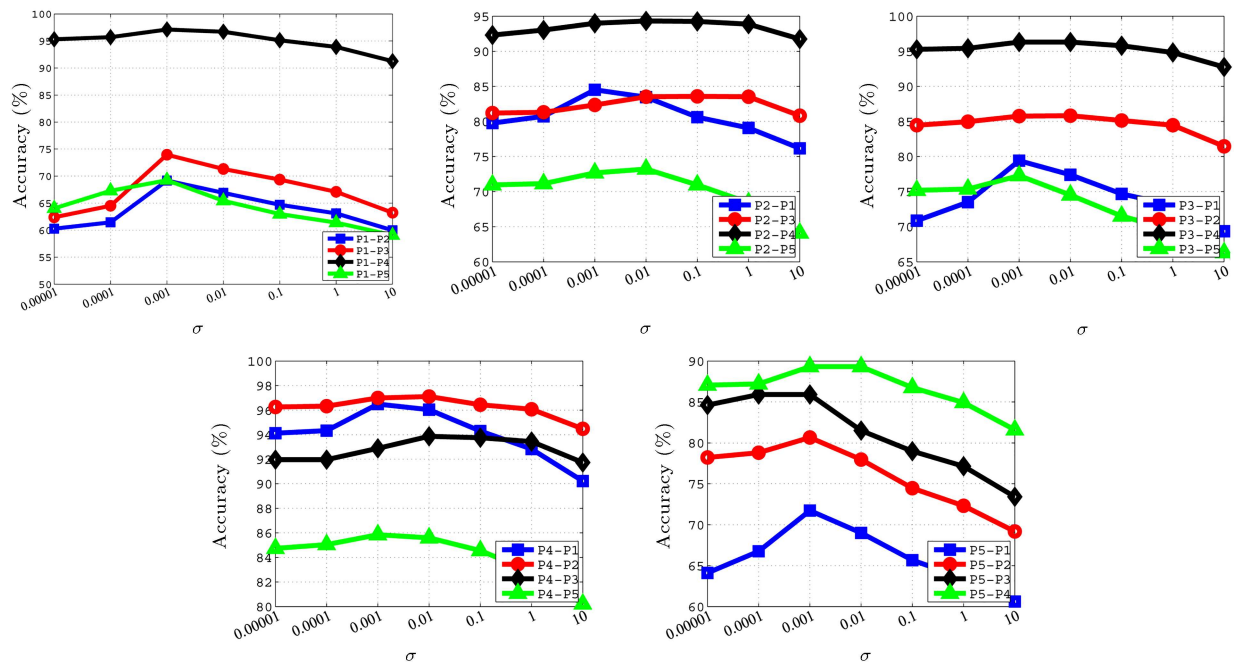 Accuracy (%)
100
95
90
85
80
75
70
65
60
55
50
0.00001
0.0001
0.001
0.01
0.1
1
10
σ
P1-P2
P1-P3
P1-P4
P1-P5
Accuracy (%)
95
90
85
80
75
70
65
60
0.00001
0.0001
0.001
0.01
0.1
1
10
σ
P2-P1
P2-P3
P2-P4
P2-P5
Accuracy (%)
100
95
90
85
80
75
70
65
0.00001
0.0001
0.001
0.01
0.1
1
10
σ
P3-P1
P3-P2
P3-P4
P3-P5
Accuracy (%)
100
98
96
94
92
90
88
86
84
82
80
0.00001
0.0001
0.001
0.01
0.1
1
10
σ
P4-P1
P4-P2
P4-P3
P4-P5
Accuracy (%)
90
85
80
75
70
65
60
0.00001
0.0001
0.001
0.01
0.1
1
10
σ
P5-P1
P5-P2
P5-P3
P5-P4